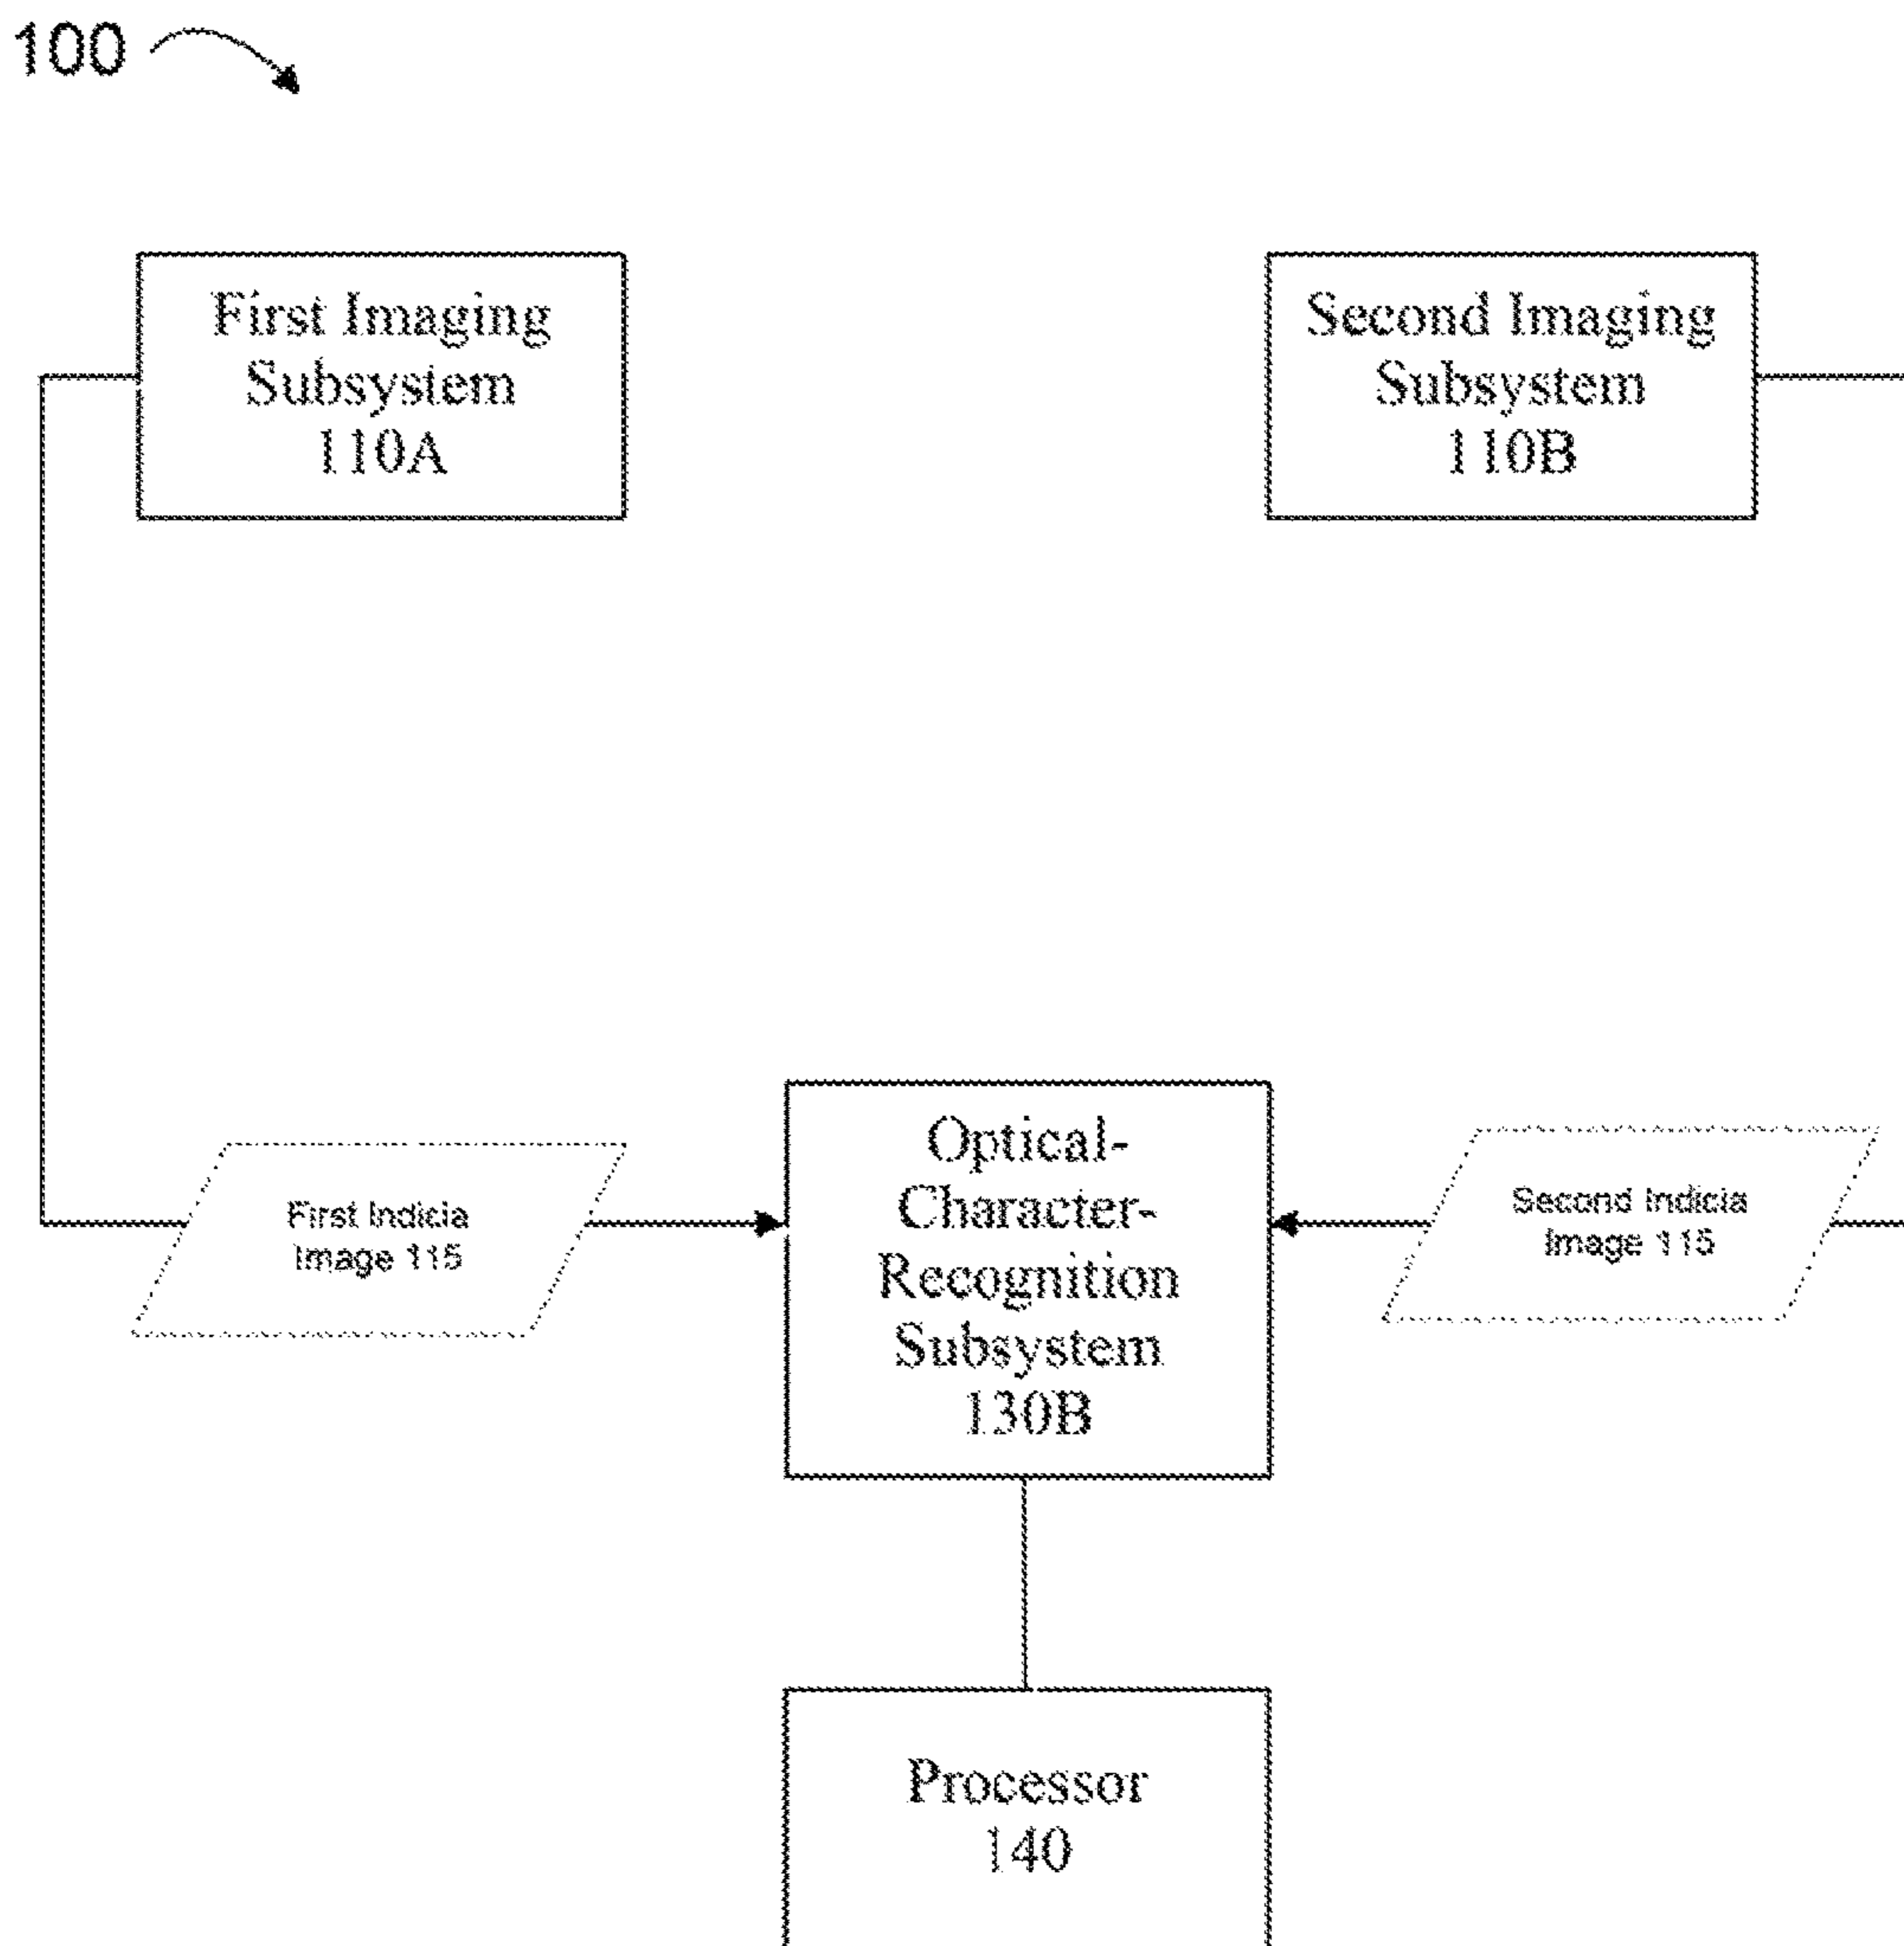 100
First Imaging
Subsystem
110A
Second Imaging
Subsystem
110B
First Indicia
Image 115
Optical-
Character-
Recognition
Subsystem
130B
Second Indicia
Image 115
Processor
140